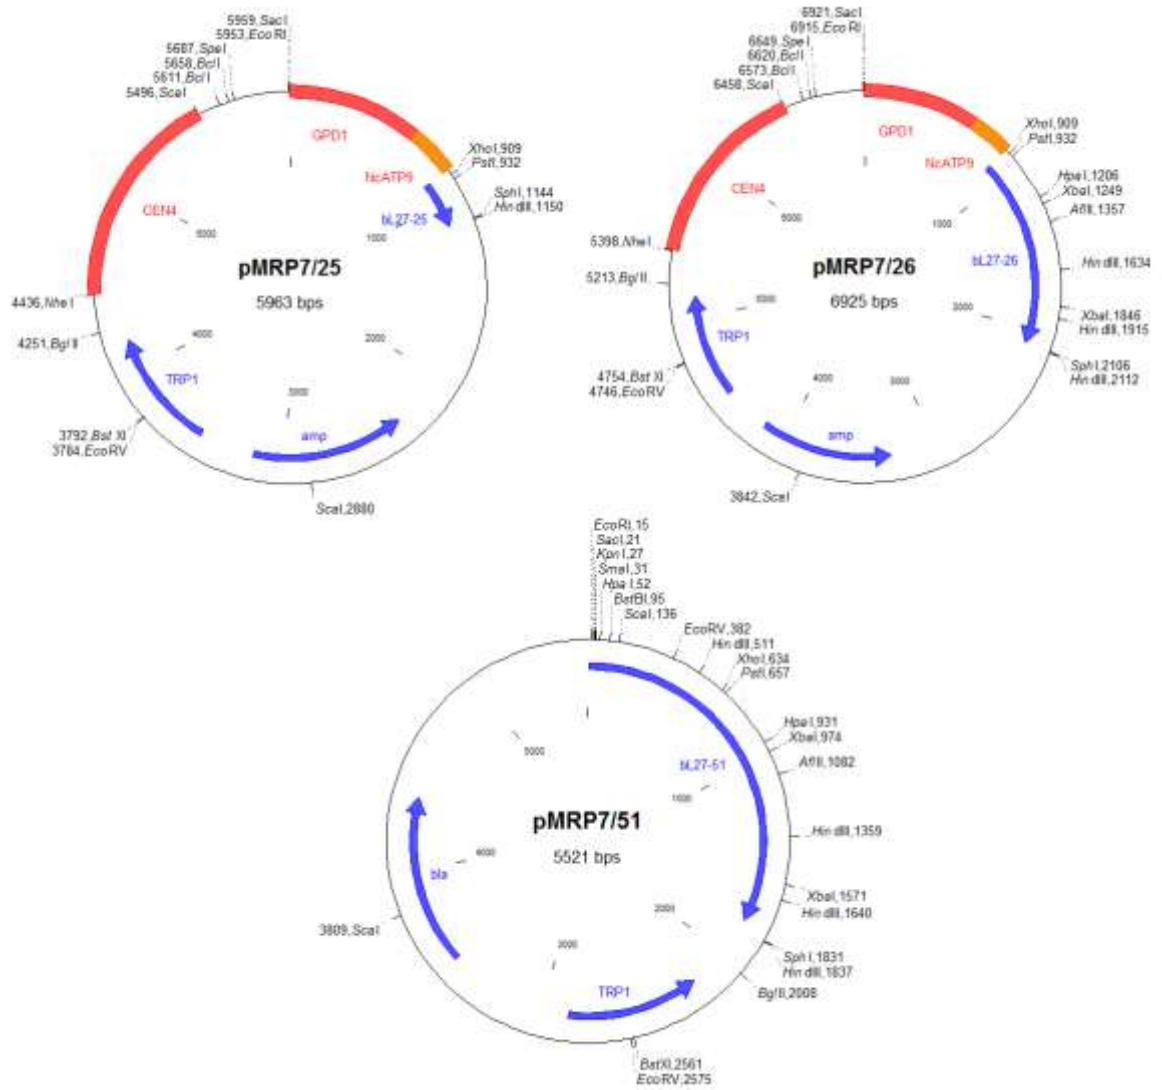 5959,SacI
5953,EcoRI
5687,SpeI
5658,BclI
5611,BclI
5496,ScaI
GPD1
XhoI,909
PstI,932
NcATP9
SphI,1144
HindIII,1150
CEN4
bL27-25
5000
1000
pMRP7/25
5963 bps
4436,NheI
4251,BglII
4000
2000
TRP1
3000
3792,BstXI
3784,EcoRV
amp
ScaI,2880
6921,SacI
6915,EcoRI
6649,SpeI
6620,BclI
6573,BclI
6458,ScaI
GPD1
XhoI,909
PstI,932
NcATP9
HpaI,1206
XbaI,1249
AflII,1357
CEN4
1000
5398,NheI
pMRP7/26
bL27-26
HindIII,1634
5213,BglII
6925 bps
2000
XbaI,1846
HindIII,1915
TRP1
SphI,2106
HindIII,2112
4754,BstXI
4746,EcoRV
4000
amp
3842,ScaI
EcoRI,15
SacI,21
KpnI,27
SmaI,31
HpaI,52
BstBI,95
ScaI,136
EcoRV,382
HindIII,511
XhoI,634
PstI,657
HpaI,931
XbaI,974
5000
bL27-51
AflII,1082
1000
pMRP7/51
HindIII,1359
5521 bps
4000
bla
XbaI,1571
HindIII,1640
3809,ScaI
2000
3000
SphI,1831
HindIII,1837
BglII,2008
TRP1
BstXI,2561
EcoRV,2575